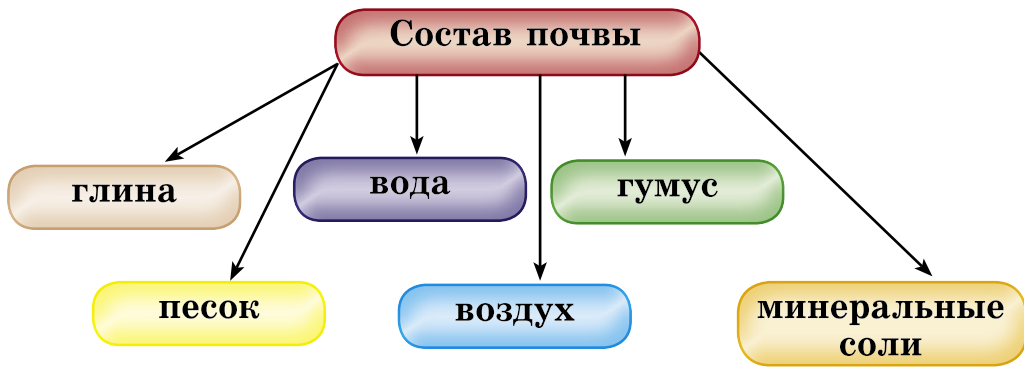 Состав почвы
глина
вода
гумус
песок
воздух
минеральные
соли